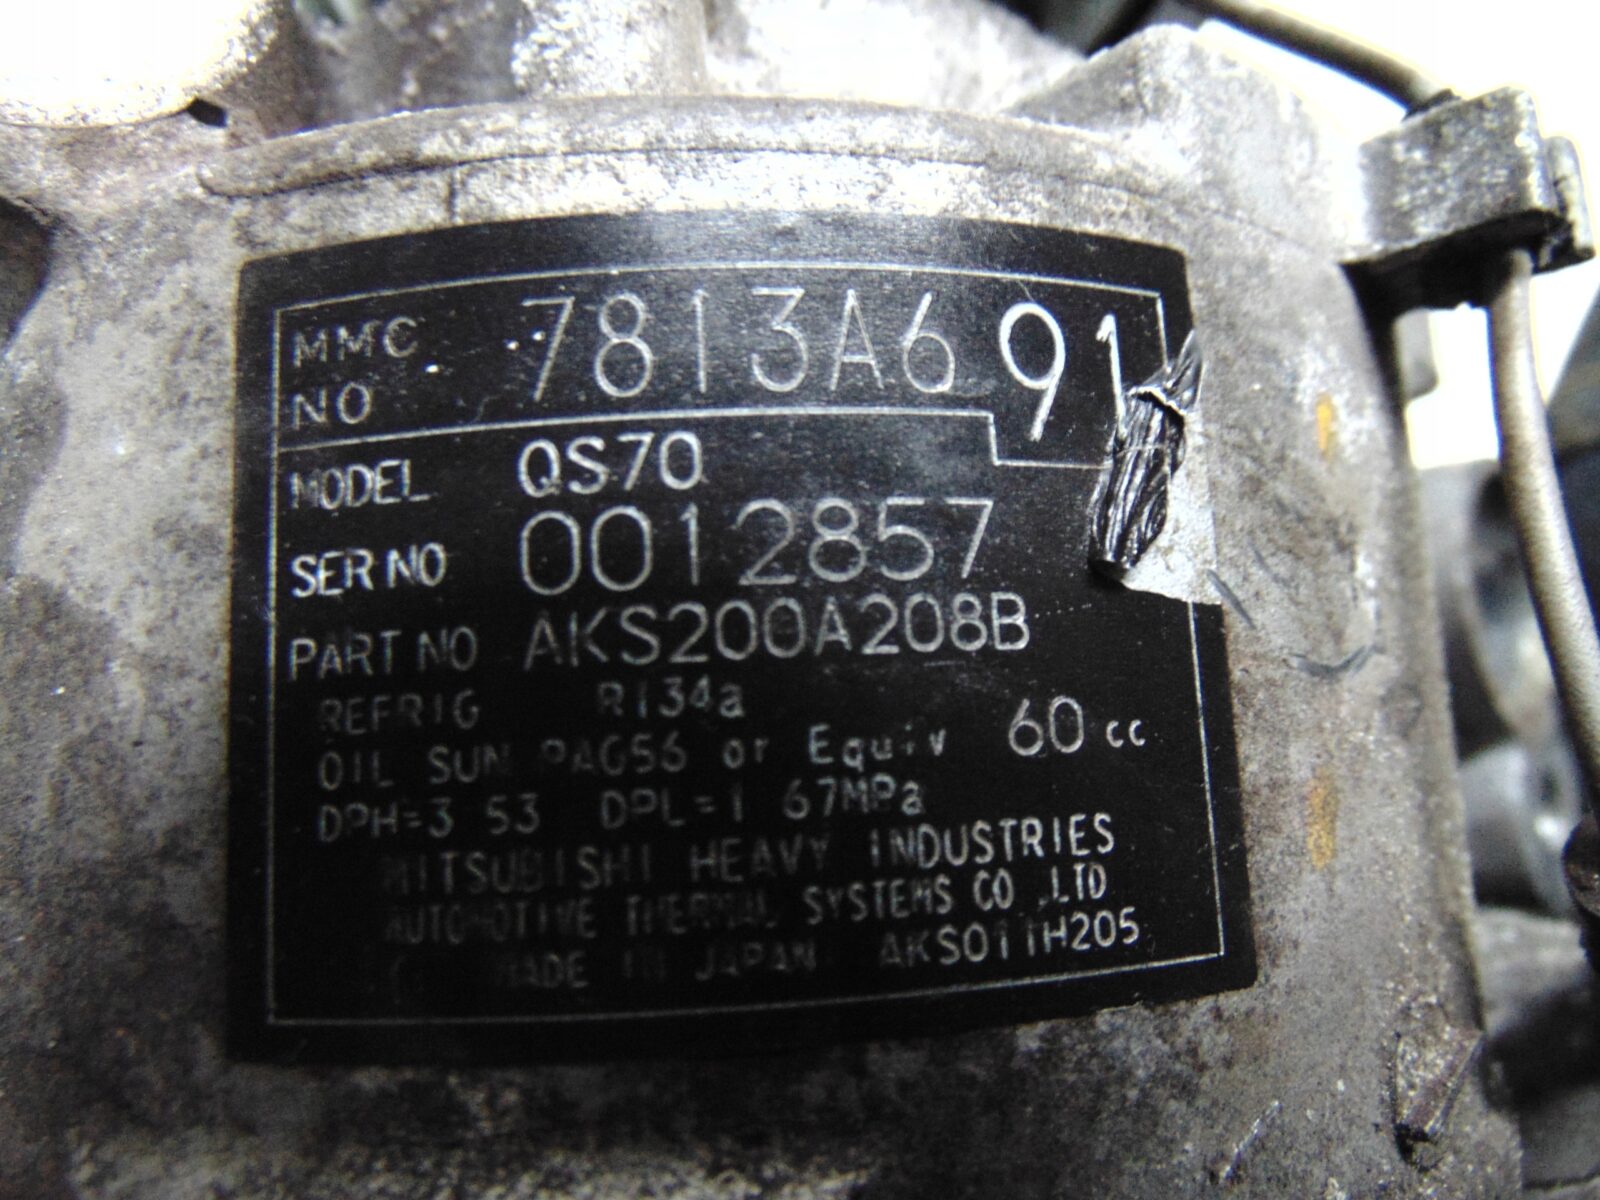 MMC NO 7813A691
MODEL QS70
SER NO 0012857
PART NO AKS200A208B
REFRIG R134a
OIL SUN PAG56 or Equiv 60 cc
DPH=3 53 DPL=1 67MPa
MITSUBISHI HEAVY INDUSTRIES
AUTOMOTIVE THERMAL SYSTEMS CO .,LTD
MADE IN JAPAN AKS011H205